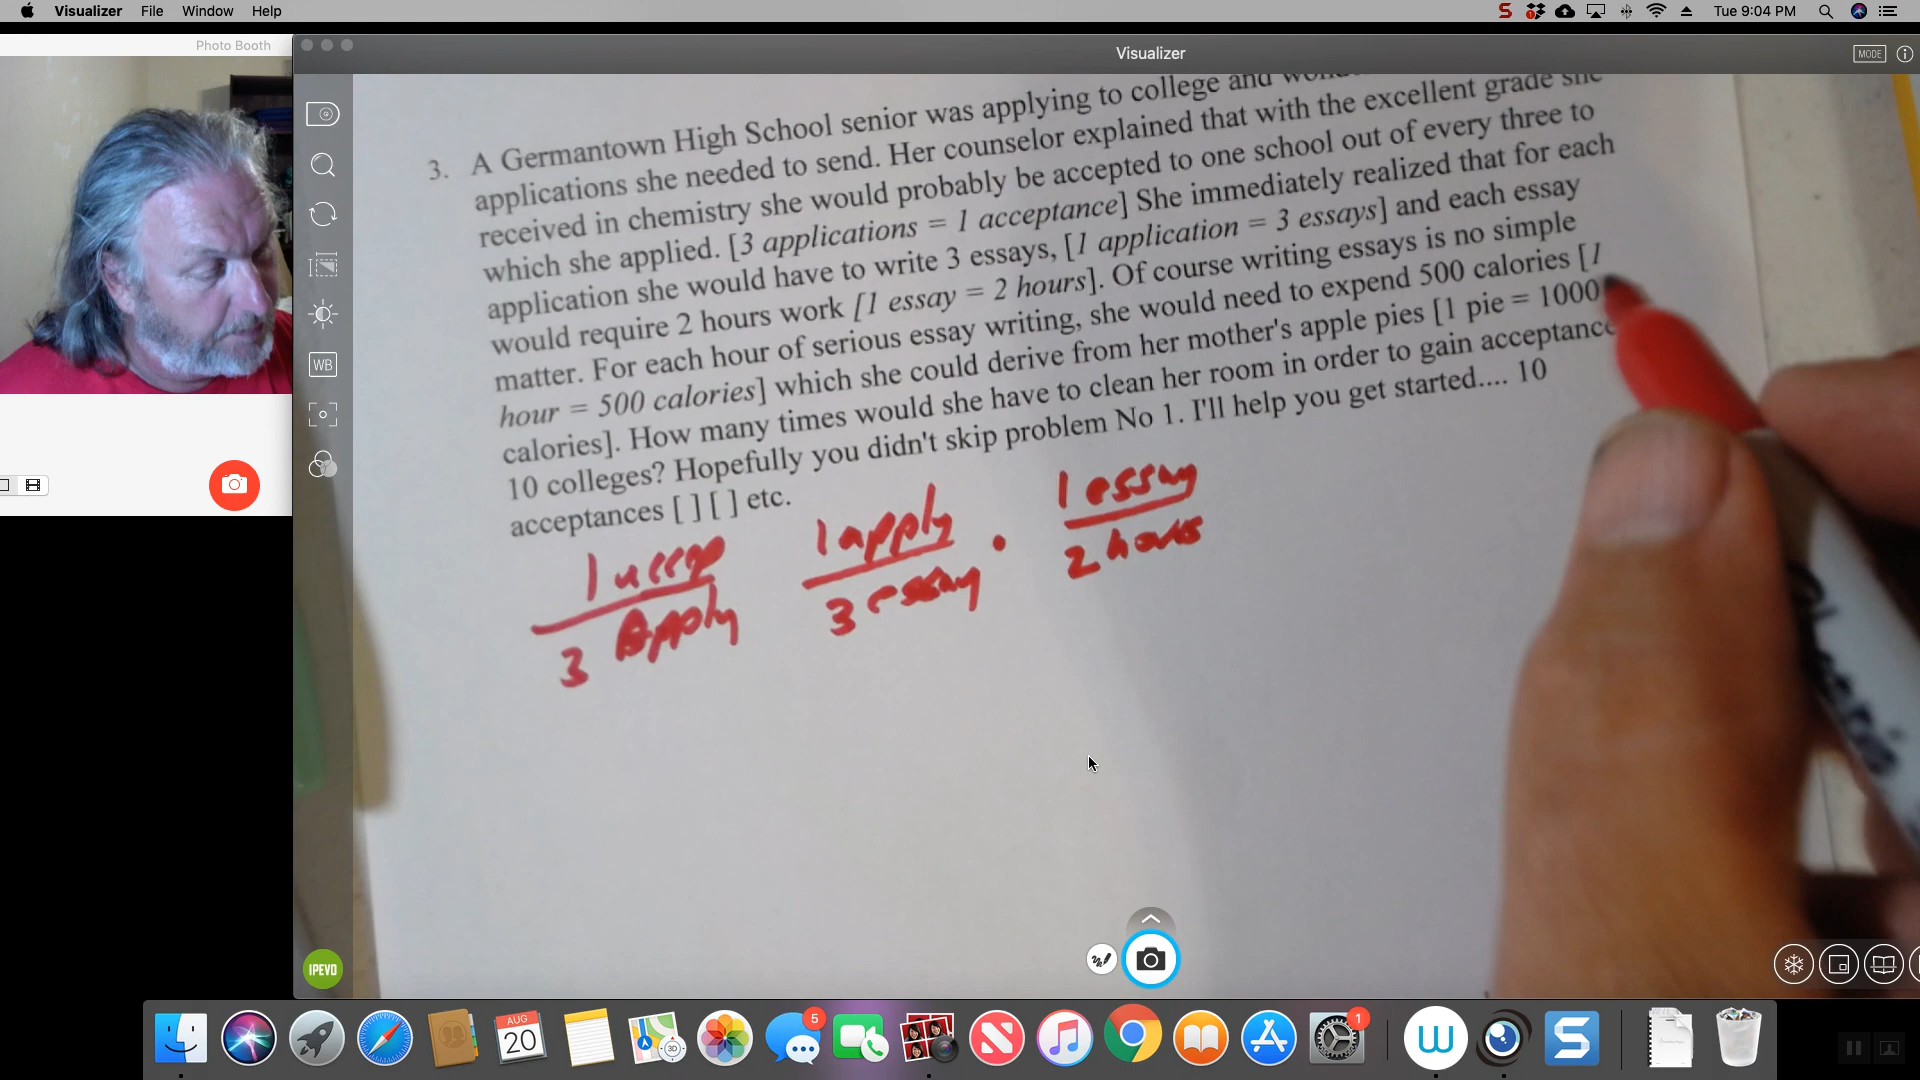 Visualizer File Window Help
Tue 9:04 PM
Photo Booth
Visualizer
MODE
3. A Germantown High School senior was applying to college and
applications she needed to send. Her counselor explained that with the excellent grade she
received in chemistry she would probably be accepted to one school out of every three to
which she applied. [3 applications = 1 acceptance] She immediately realized that for each
application she would have to write 3 essays, [1 application = 3 essays] and each essay
would require 2 hours work [1 essay = 2 hours]. Of course writing essays is no simple
matter. For each hour of serious essay writing, she would need to expend 500 calories [1
hour = 500 calories] which she could derive from her mother's apple pies [1 pie = 1000
calories]. How many times would she have to clean her room in order to gain acceptance
10 colleges? Hopefully you didn't skip problem No 1. I'll help you get started.... 10
acceptances [ ] [ ] etc.
1 accep
3 Apply
1 apply
3 essay
·
1 essay
2 hours
WB
IPEVO
AUG
20
3D
5
1